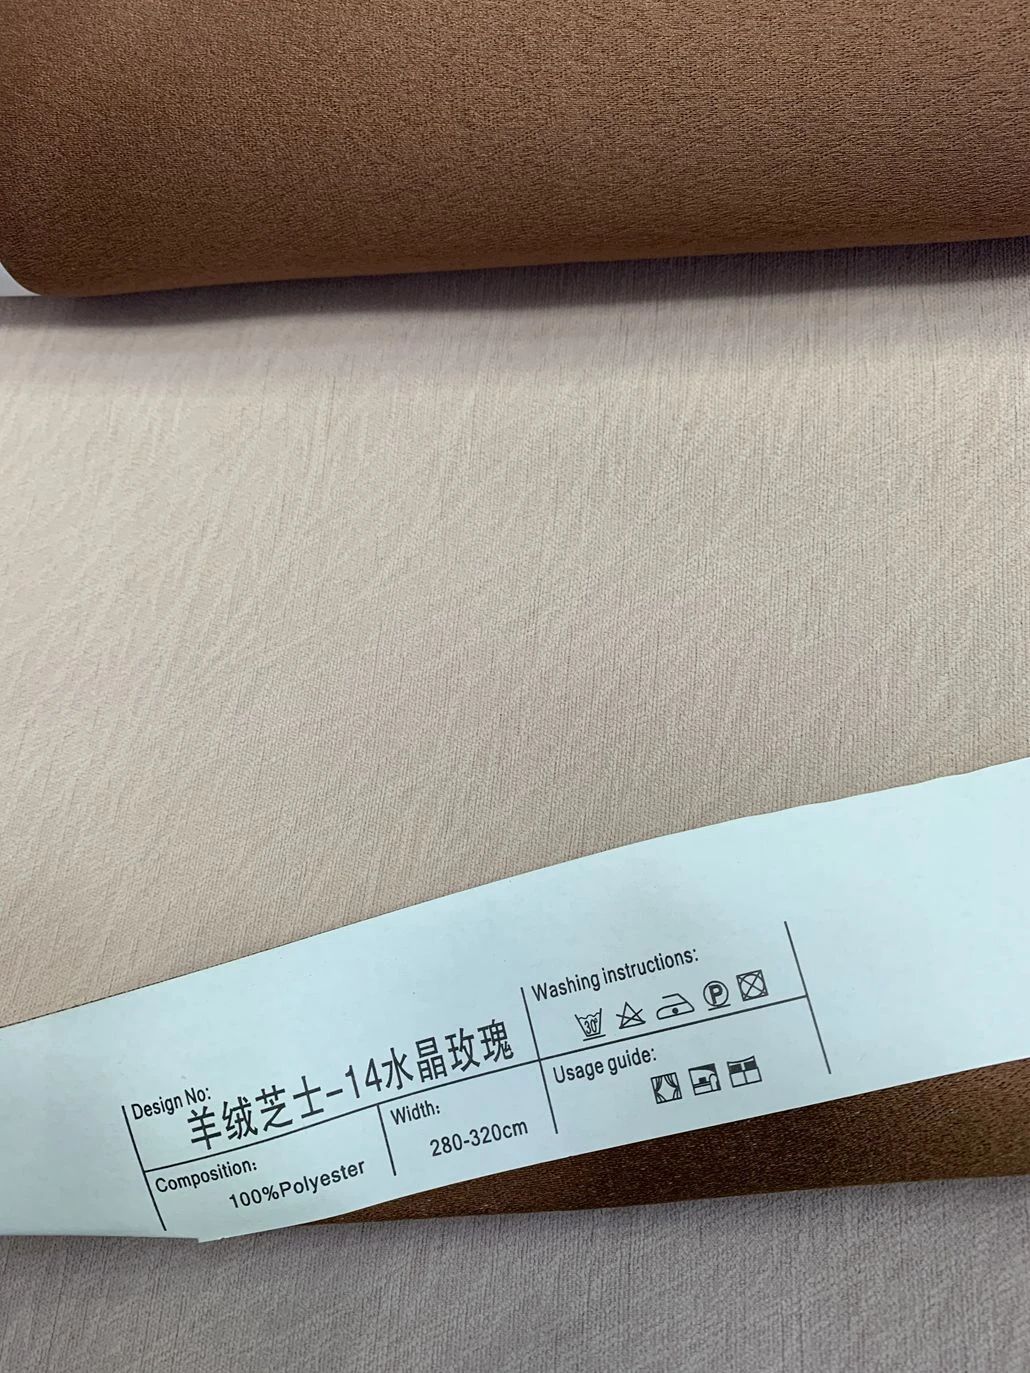 Design No:
羊绒芝士-14水晶玫瑰
Composition:
100%Polyester
Width:
280-320cm
Washing instructions:
30°
P
Usage guide: